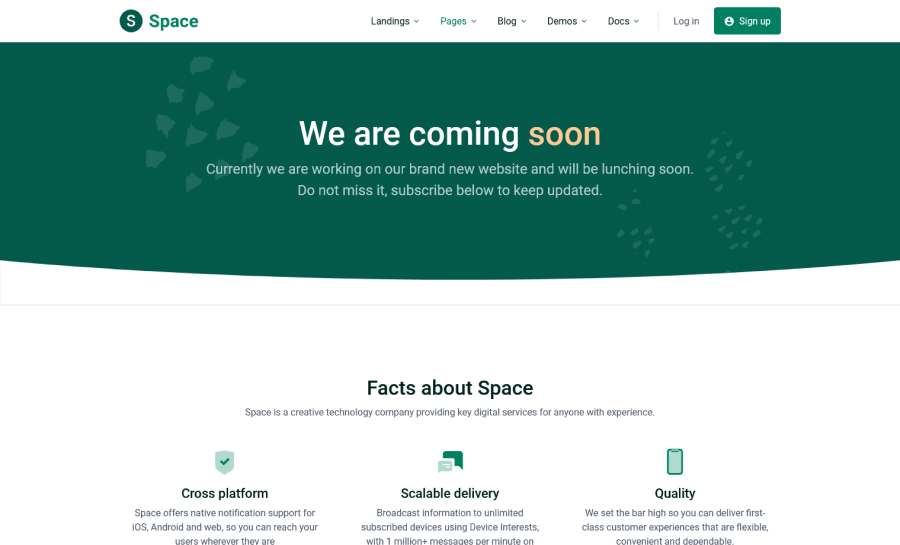 S Space
Landings Pages Blog Demos Docs Log in Sign up
We are coming soon
Currently we are working on our brand new website and will be lunching soon.
Do not miss it, subscribe below to keep updated.
Facts about Space
Space is a creative technology company providing key digital services for anyone with experience.
Cross platform
Space offers native notification support for
iOS, Android and web, so you can reach your
users wherever they are
Scalable delivery
Broadcast information to unlimited
subscribed devices using Device Interests,
with 1 million+ messages per minute on
Quality
We set the bar high so you can deliver first-
class customer experiences that are flexible,
convenient and dependable.